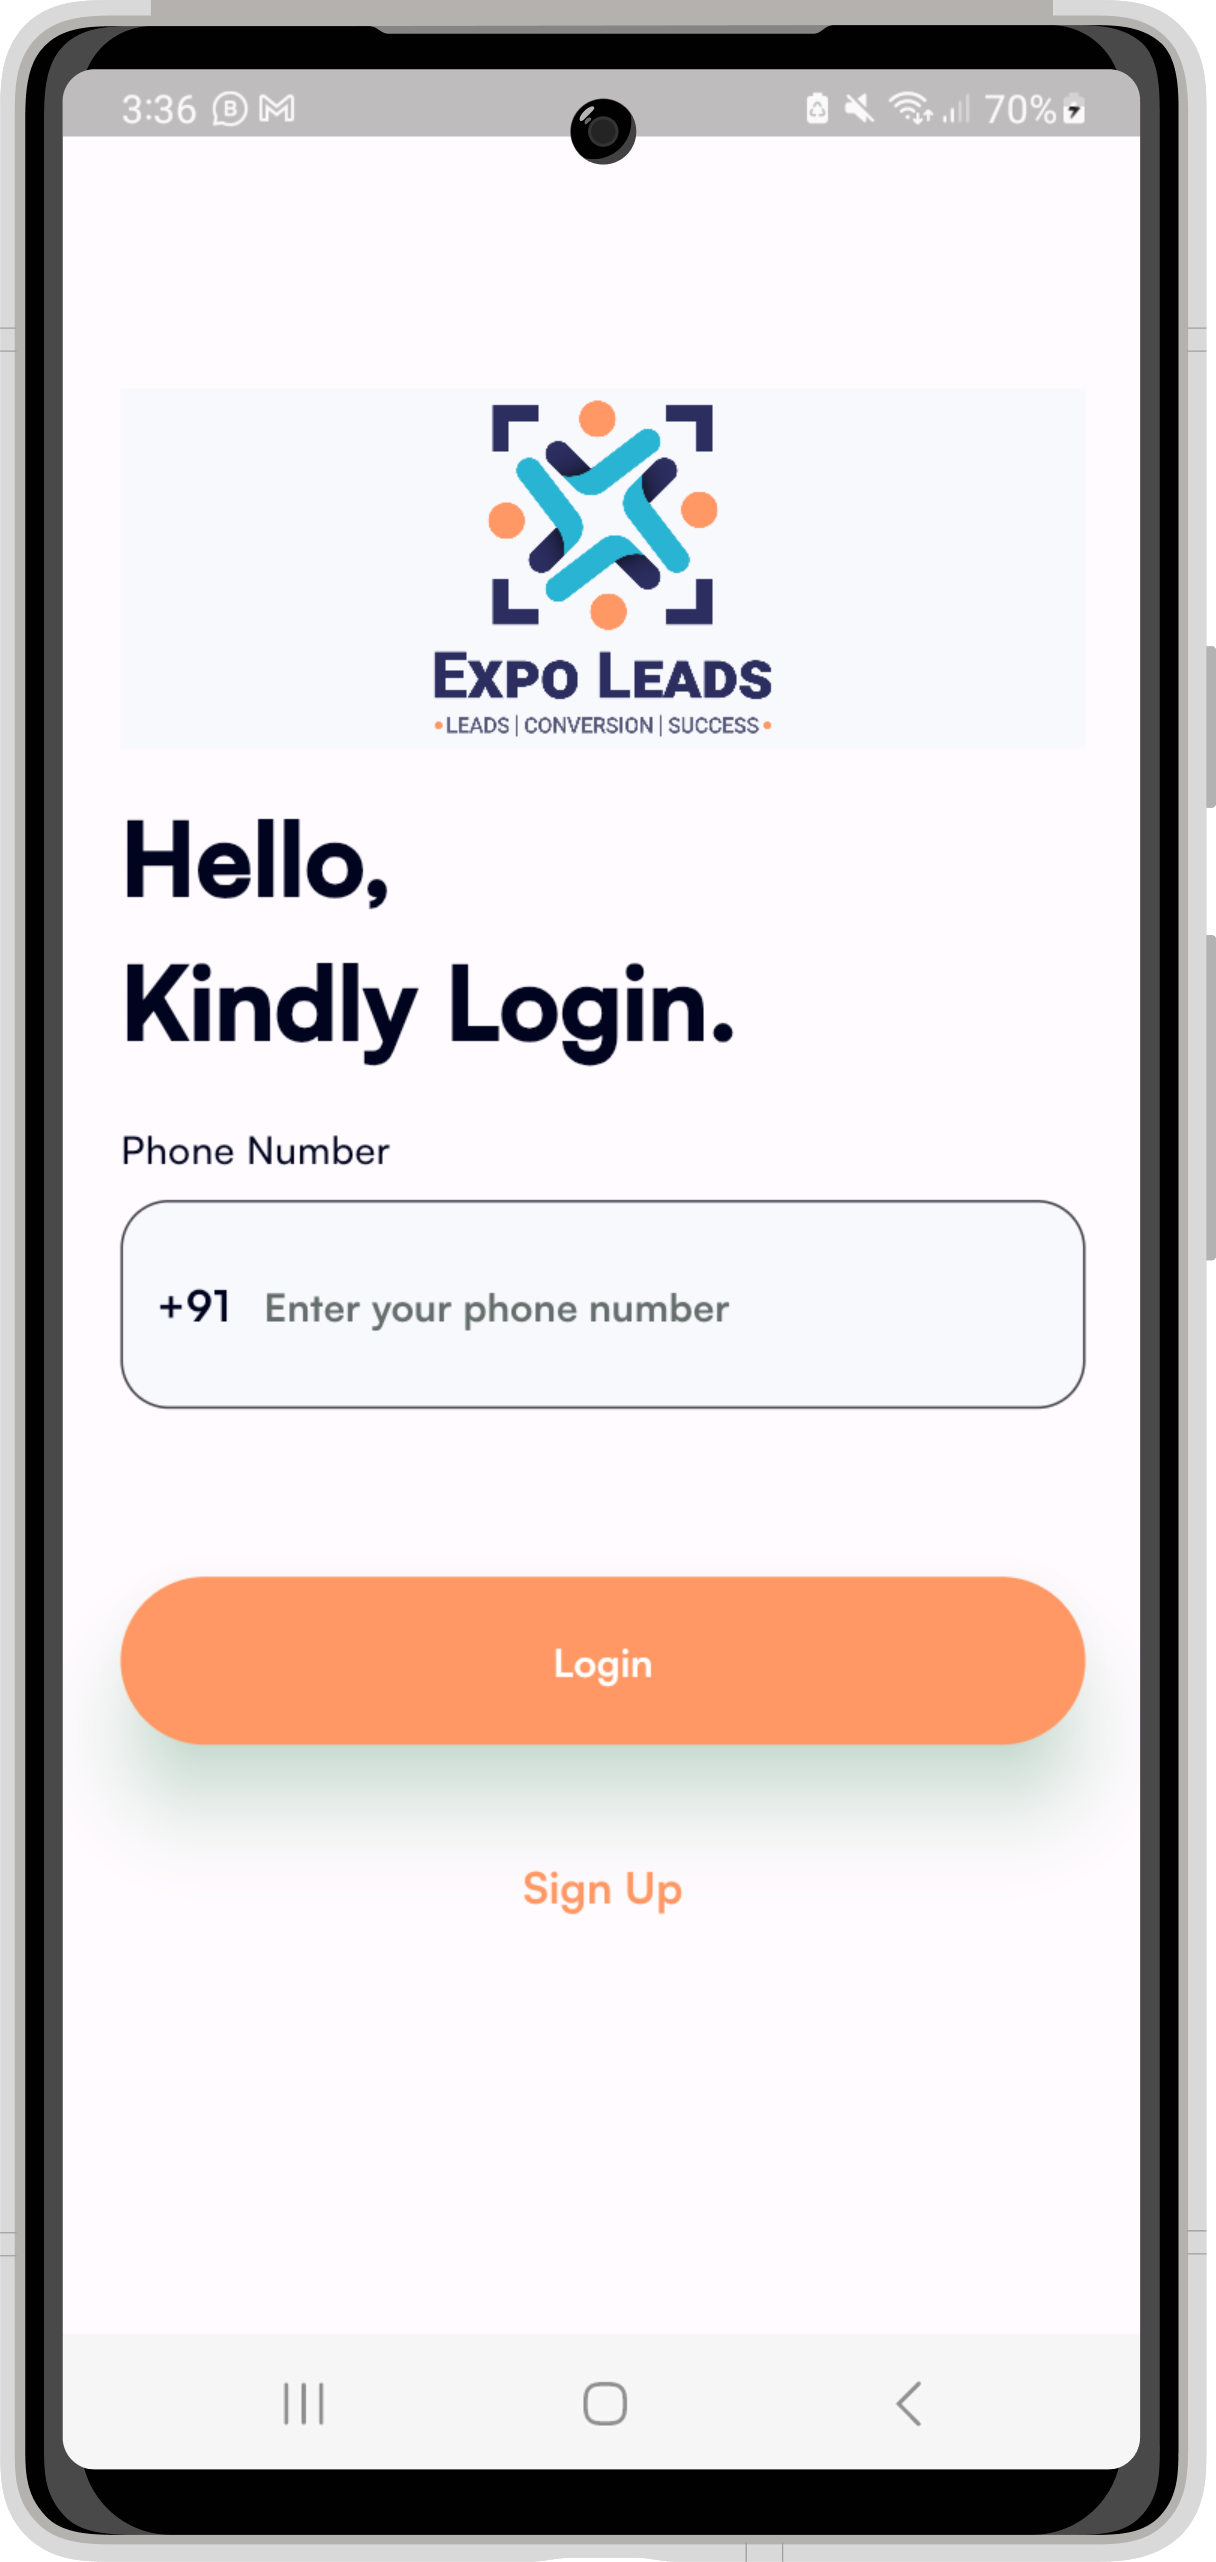 3:36 B M 70%
EXPO LEADS
•LEADS | CONVERSION | SUCCESS•
Hello,
Kindly Login.
Phone Number
+91 Enter your phone number
Login
Sign Up